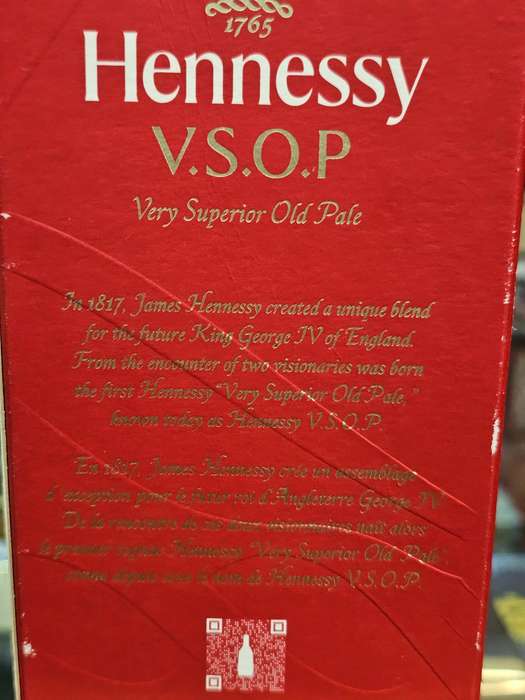 1765
Hennessy
V.S.O.P
Very Superior Old Pale
In 1817, James Hennessy created a unique blend
for the future King George IV of England.
From the encounter of two visionaries was born
the first Hennessy "Very Superior Old Pale,"
known today as Hennessy V.S.O.P.
En 1817, James Hennessy crée un assemblage
d'exception pour le futur roi d'Angleterre George IV.
De la rencontre de ces deux visionnaires naît alors
le premier cognac Hennessy "Very Superior Old Pale"
connu depuis sous le nom de Hennessy V.S.O.P.